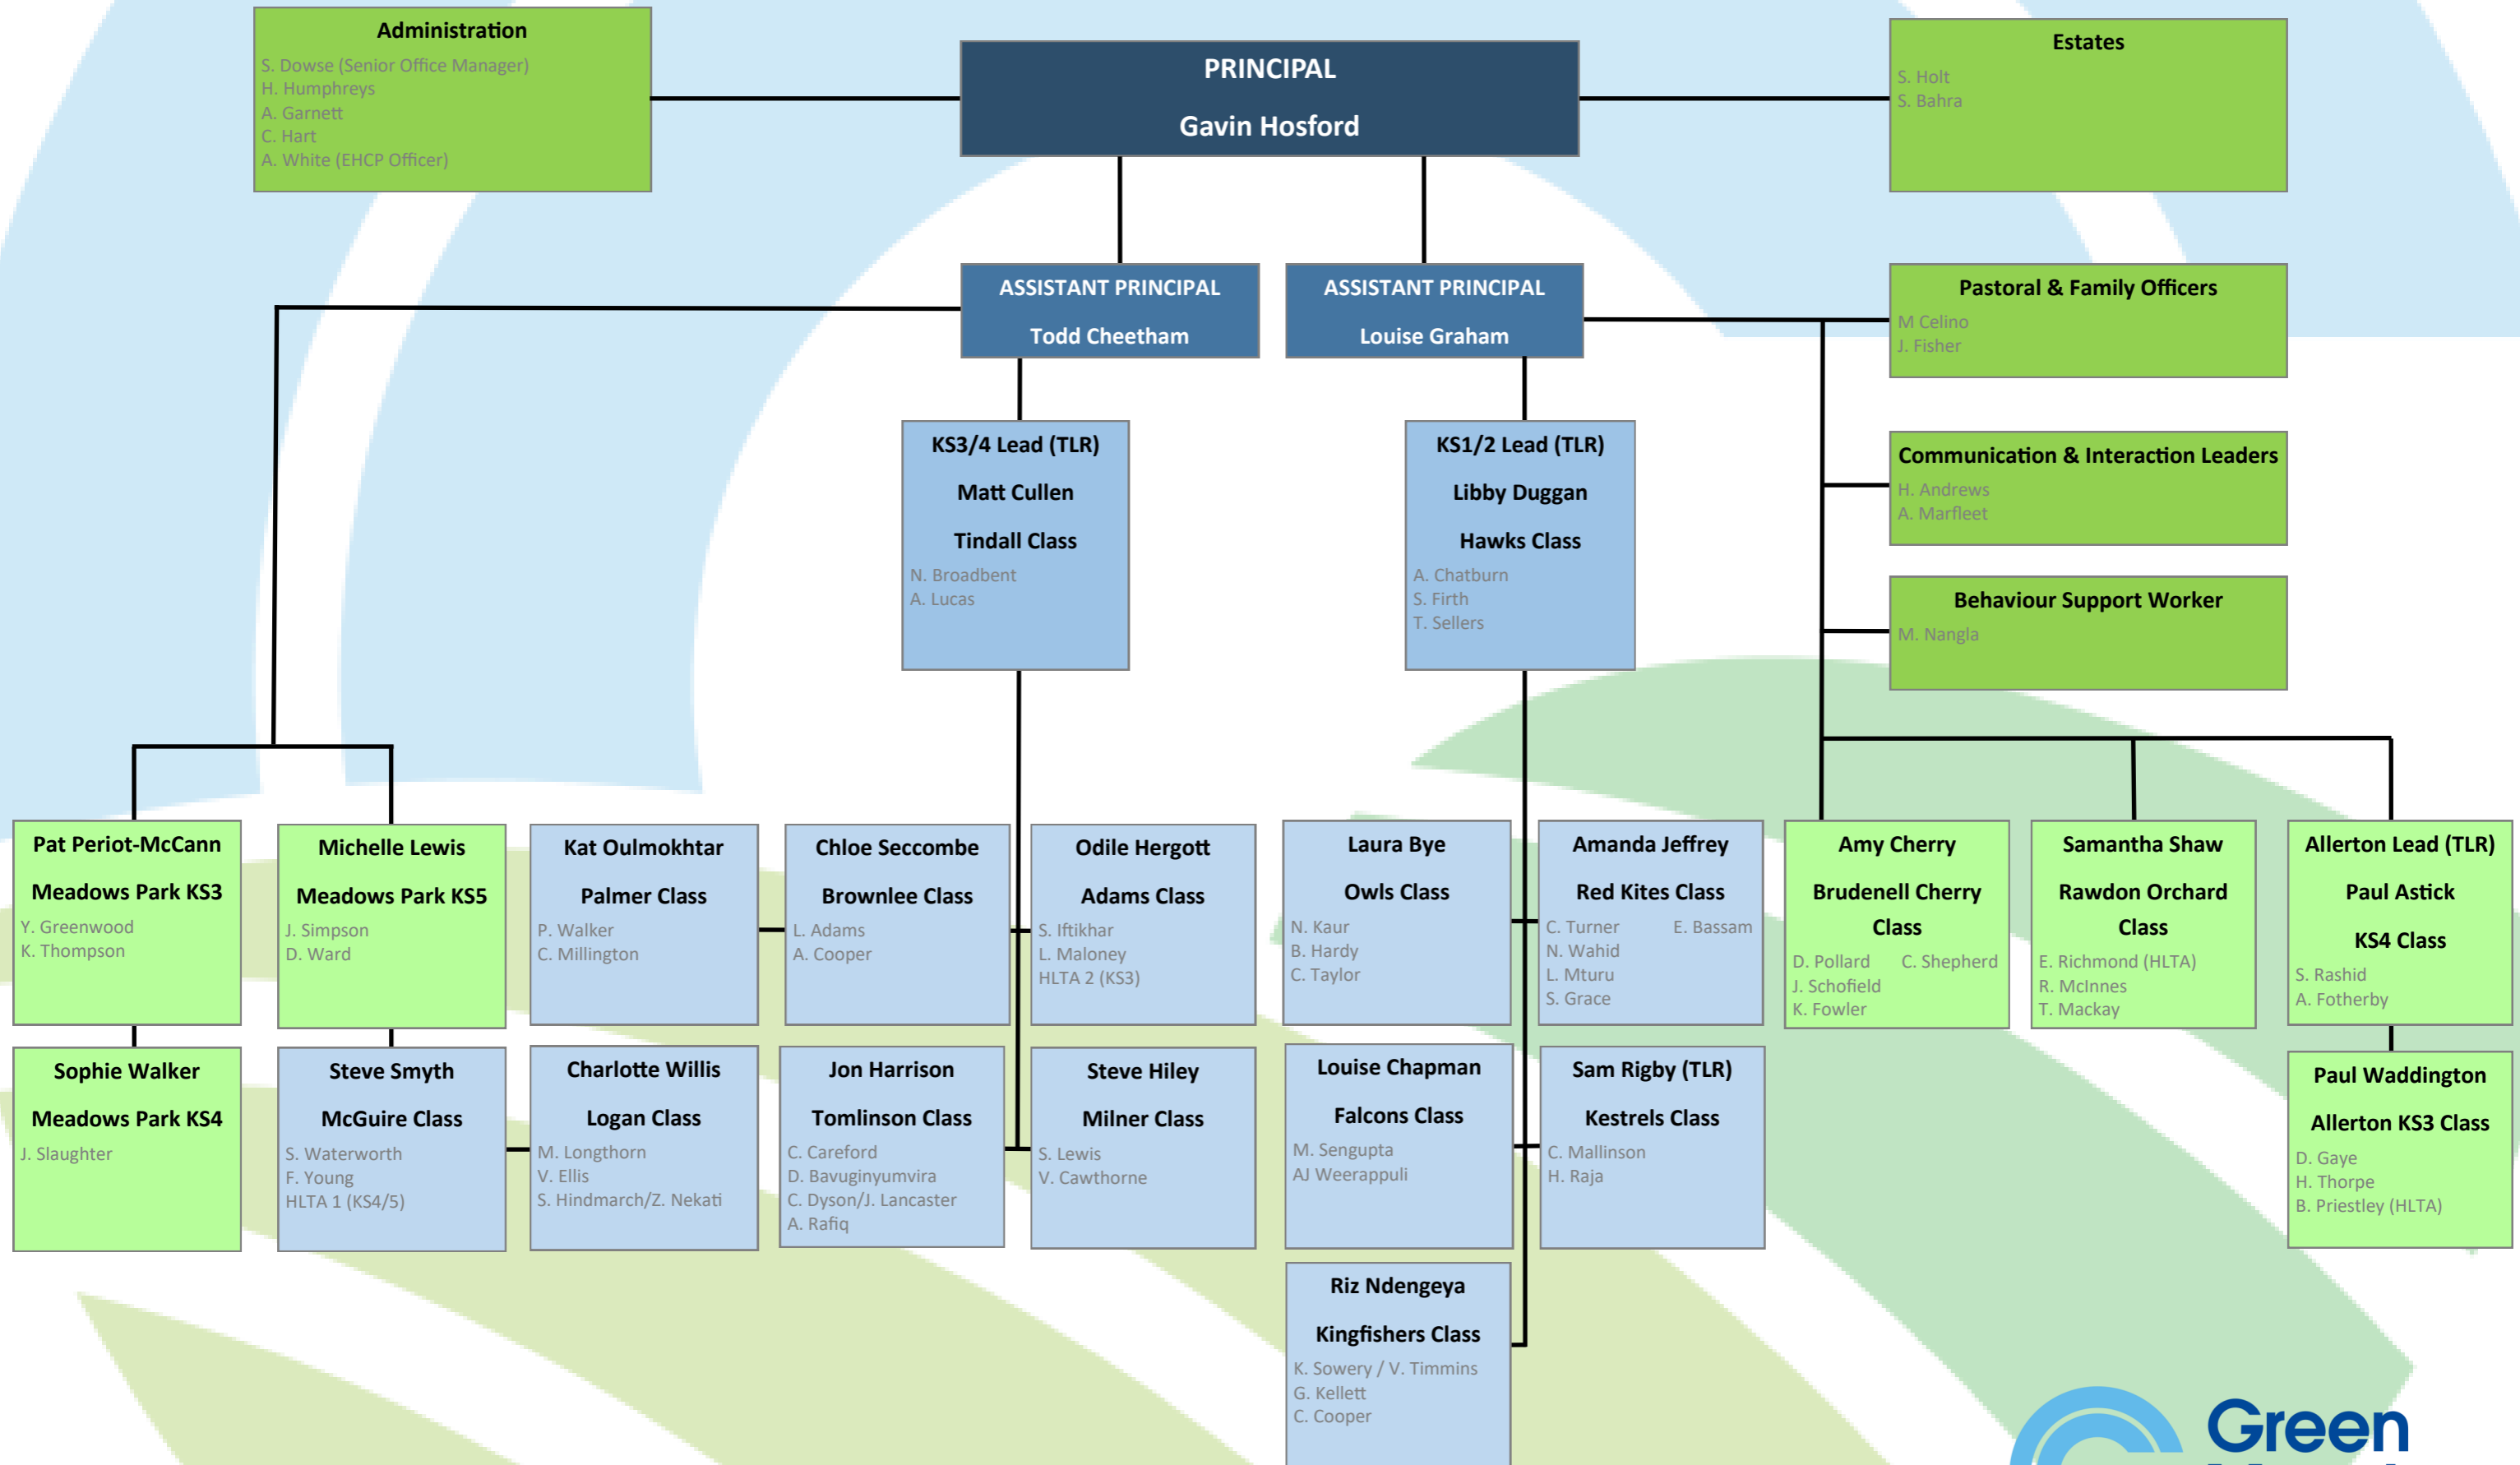 Administration
S. Dowse (Senior Office Manager)
H. Humphreys
A. Garnett
C. Hart
A. White (EHCP Officer)
PRINCIPAL
Gavin Hosford
Estates
S. Holt
S. Bahra
ASSISTANT PRINCIPAL
Todd Cheetham
ASSISTANT PRINCIPAL
Louise Graham
Pastoral & Family Officers
M Celino
J. Fisher
KS3/4 Lead (TLR)
Matt Cullen
Tindall Class
N. Broadbent
A. Lucas
KS1/2 Lead (TLR)
Libby Duggan
Hawks Class
A. Chatburn
S. Firth
T. Sellers
Communication & Interaction Leaders
H. Andrews
A. Marfleet
Behaviour Support Worker
M. Nangla
Pat Periot-McCann
Meadows Park KS3
Y. Greenwood
K. Thompson
Michelle Lewis
Meadows Park KS5
J. Simpson
D. Ward
Kat Oulmokhtar
Palmer Class
P. Walker
C. Millington
Chloe Seccombe
Brownlee Class
L. Adams
A. Cooper
Odile Hergott
Adams Class
S. Iftikhar
L. Maloney
HLTA 2 (KS3)
Laura Bye
Owls Class
N. Kaur
B. Hardy
C. Taylor
Amanda Jeffrey
Red Kites Class
C. Turner E. Bassam
N. Wahid
L. Mturu
S. Grace
Amy Cherry
Brudenell Cherry
Class
D. Pollard C. Shepherd
J. Schofield
K. Fowler
Samantha Shaw
Rawdon Orchard
Class
E. Richmond (HLTA)
R. McInnes
T. Mackay
Allerton Lead (TLR)
Paul Astick
KS4 Class
S. Rashid
A. Fotherby
Sophie Walker
Meadows Park KS4
J. Slaughter
Steve Smyth
McGuire Class
S. Waterworth
F. Young
HLTA 1 (KS4/5)
Charlotte Willis
Logan Class
M. Longthorn
V. Ellis
S. Hindmarch/Z. Nekati
Jon Harrison
Tomlinson Class
C. Careford
D. Bavuginyumvira
C. Dyson/J. Lancaster
A. Rafiq
Steve Hiley
Milner Class
S. Lewis
V. Cawthorne
Louise Chapman
Falcons Class
M. Sengupta
AJ Weerappuli
Sam Rigby (TLR)
Kestrels Class
C. Mallinson
H. Raja
Paul Waddington
Allerton KS3 Class
D. Gaye
H. Thorpe
B. Priestley (HLTA)
Riz Ndengeya
Kingfishers Class
K. Sowery / V. Timmins
G. Kellett
C. Cooper
Green